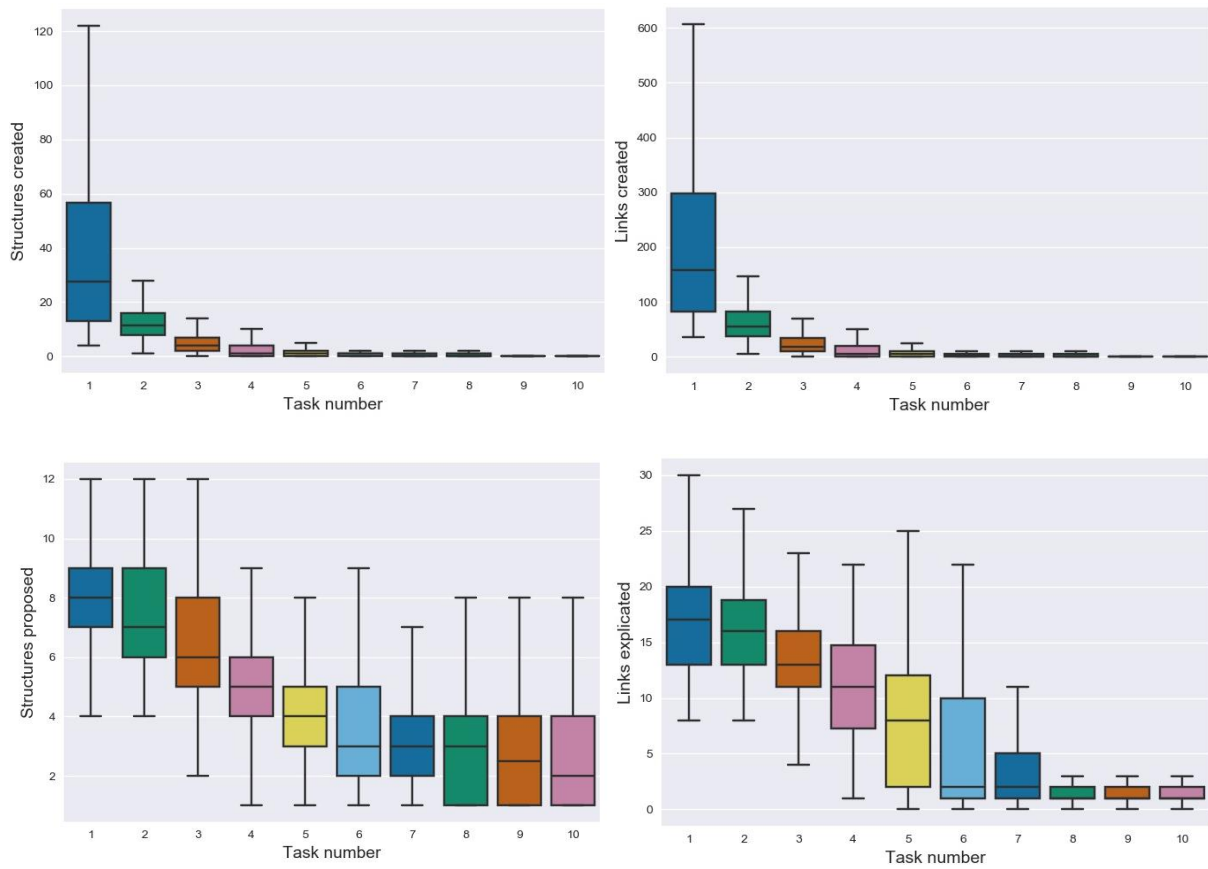 Structures created
120
100
80
60
40
20
0
1 2 3 4 5 6 7 8 9 10
Task number
Links created
600
500
400
300
200
100
0
1 2 3 4 5 6 7 8 9 10
Task number
Structures proposed
12
10
8
6
4
2
1 2 3 4 5 6 7 8 9 10
Task number
Links explicated
30
25
20
15
10
5
0
1 2 3 4 5 6 7 8 9 10
Task number